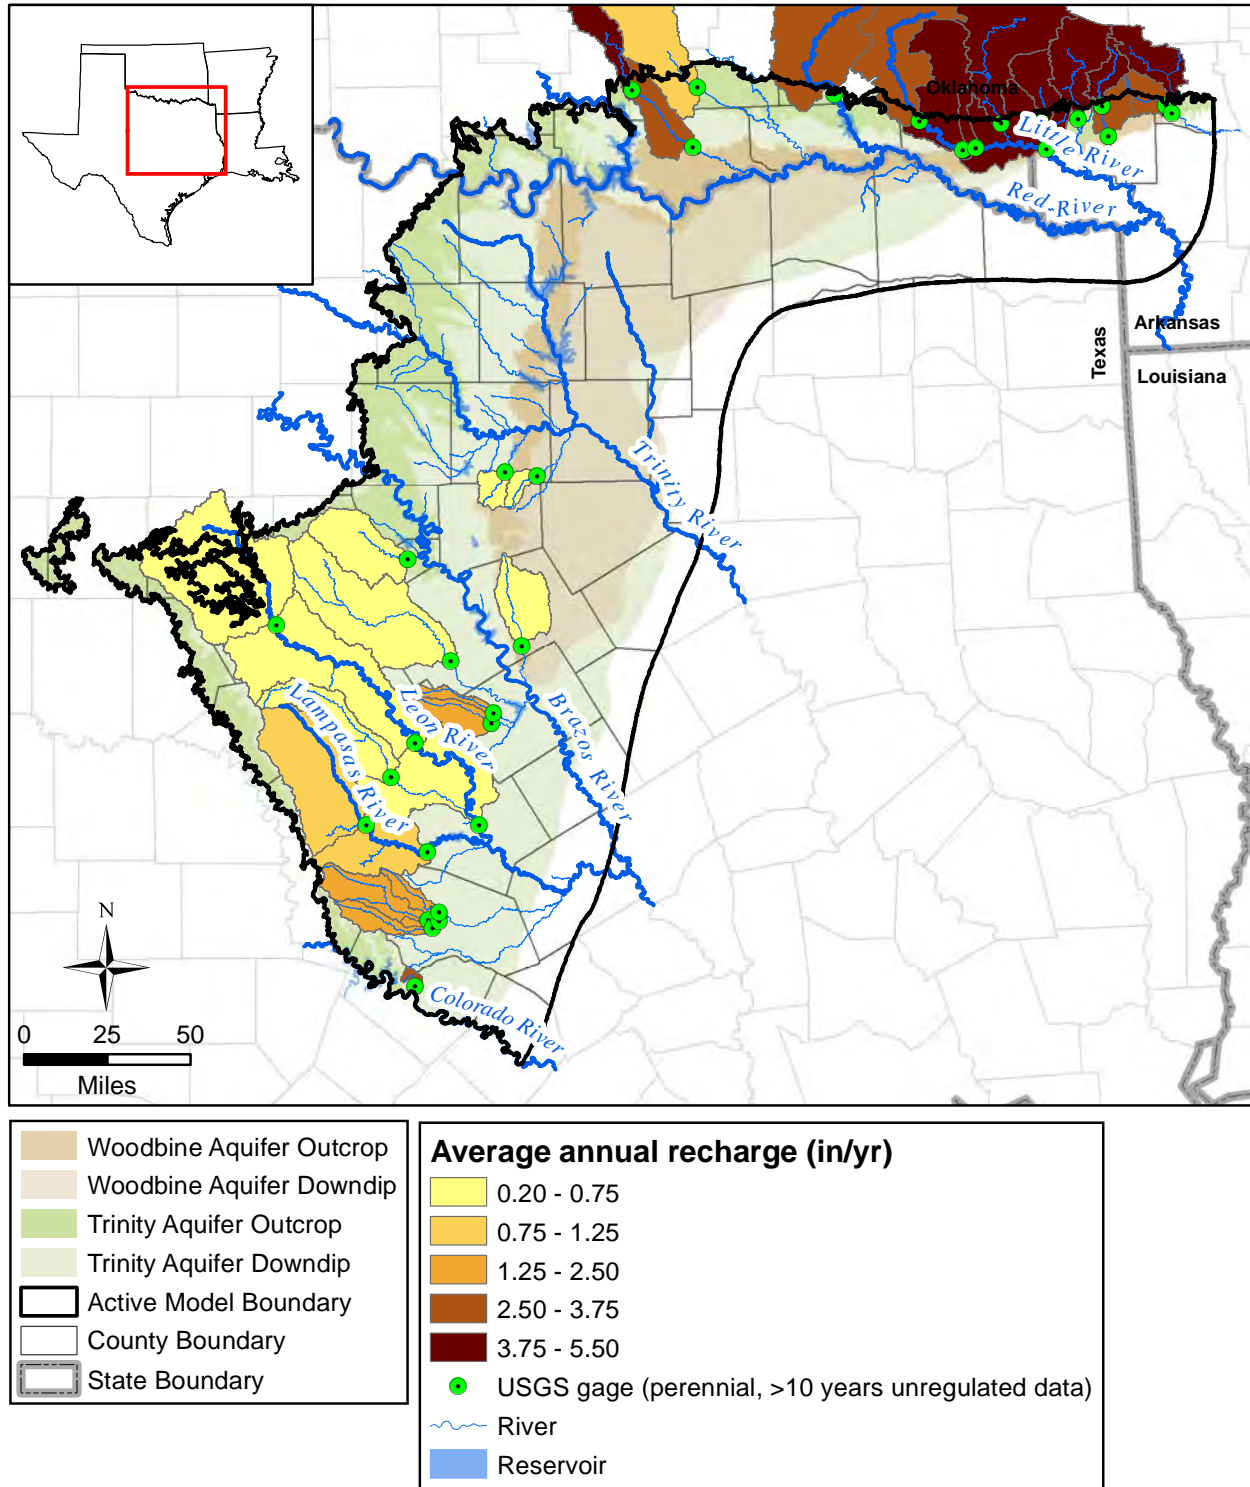 Oklahoma
Little River
Red River
Arkansas
Texas
Louisiana
Trinity River
Brazos River
Leon River
Lampasas River
Colorado River
N
0 25 50
Miles
Woodbine Aquifer Outcrop
Woodbine Aquifer Downdip
Trinity Aquifer Outcrop
Trinity Aquifer Downdip
Active Model Boundary
County Boundary
State Boundary
Average annual recharge (in/yr)
0.20 - 0.75
0.75 - 1.25
1.25 - 2.50
2.50 - 3.75
3.75 - 5.50
USGS gage (perennial, >10 years unregulated data)
River
Reservoir